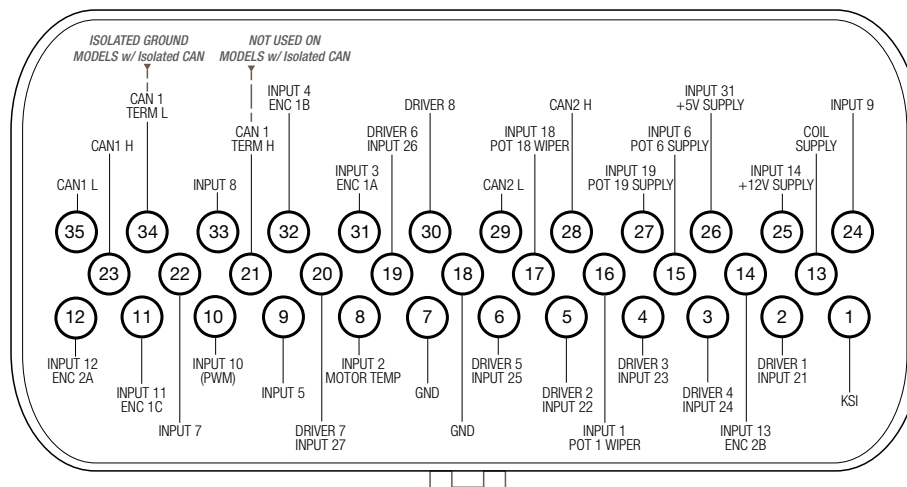 ISOLATED GROUND
MODELS w/ Isolated CAN
NOT USED ON
MODELS w/ Isolated CAN
CAN1 L
CAN1 H
CAN 1
TERM L
INPUT 8
CAN 1
TERM H
INPUT 4
ENC 1B
INPUT 3
ENC 1A
DRIVER 6
INPUT 26
DRIVER 8
CAN2 L
INPUT 18
POT 18 WIPER
CAN2 H
INPUT 19
POT 19 SUPPLY
INPUT 6
POT 6 SUPPLY
INPUT 31
+5V SUPPLY
INPUT 14
+12V SUPPLY
COIL
SUPPLY
INPUT 9
35 34 33 32 31 30 29 28 27 26 25 24
23 22 21 20 19 18 17 16 15 14 13
12 11 10 9 8 7 6 5 4 3 2 1
INPUT 12
ENC 2A
INPUT 11
ENC 1C
INPUT 7
INPUT 10
(PWM)
INPUT 5
DRIVER 7
INPUT 27
INPUT 2
MOTOR TEMP
GND
GND
DRIVER 5
INPUT 25
DRIVER 2
INPUT 22
INPUT 1
POT 1 WIPER
DRIVER 3
INPUT 23
DRIVER 4
INPUT 24
INPUT 13
ENC 2B
DRIVER 1
INPUT 21
KSI